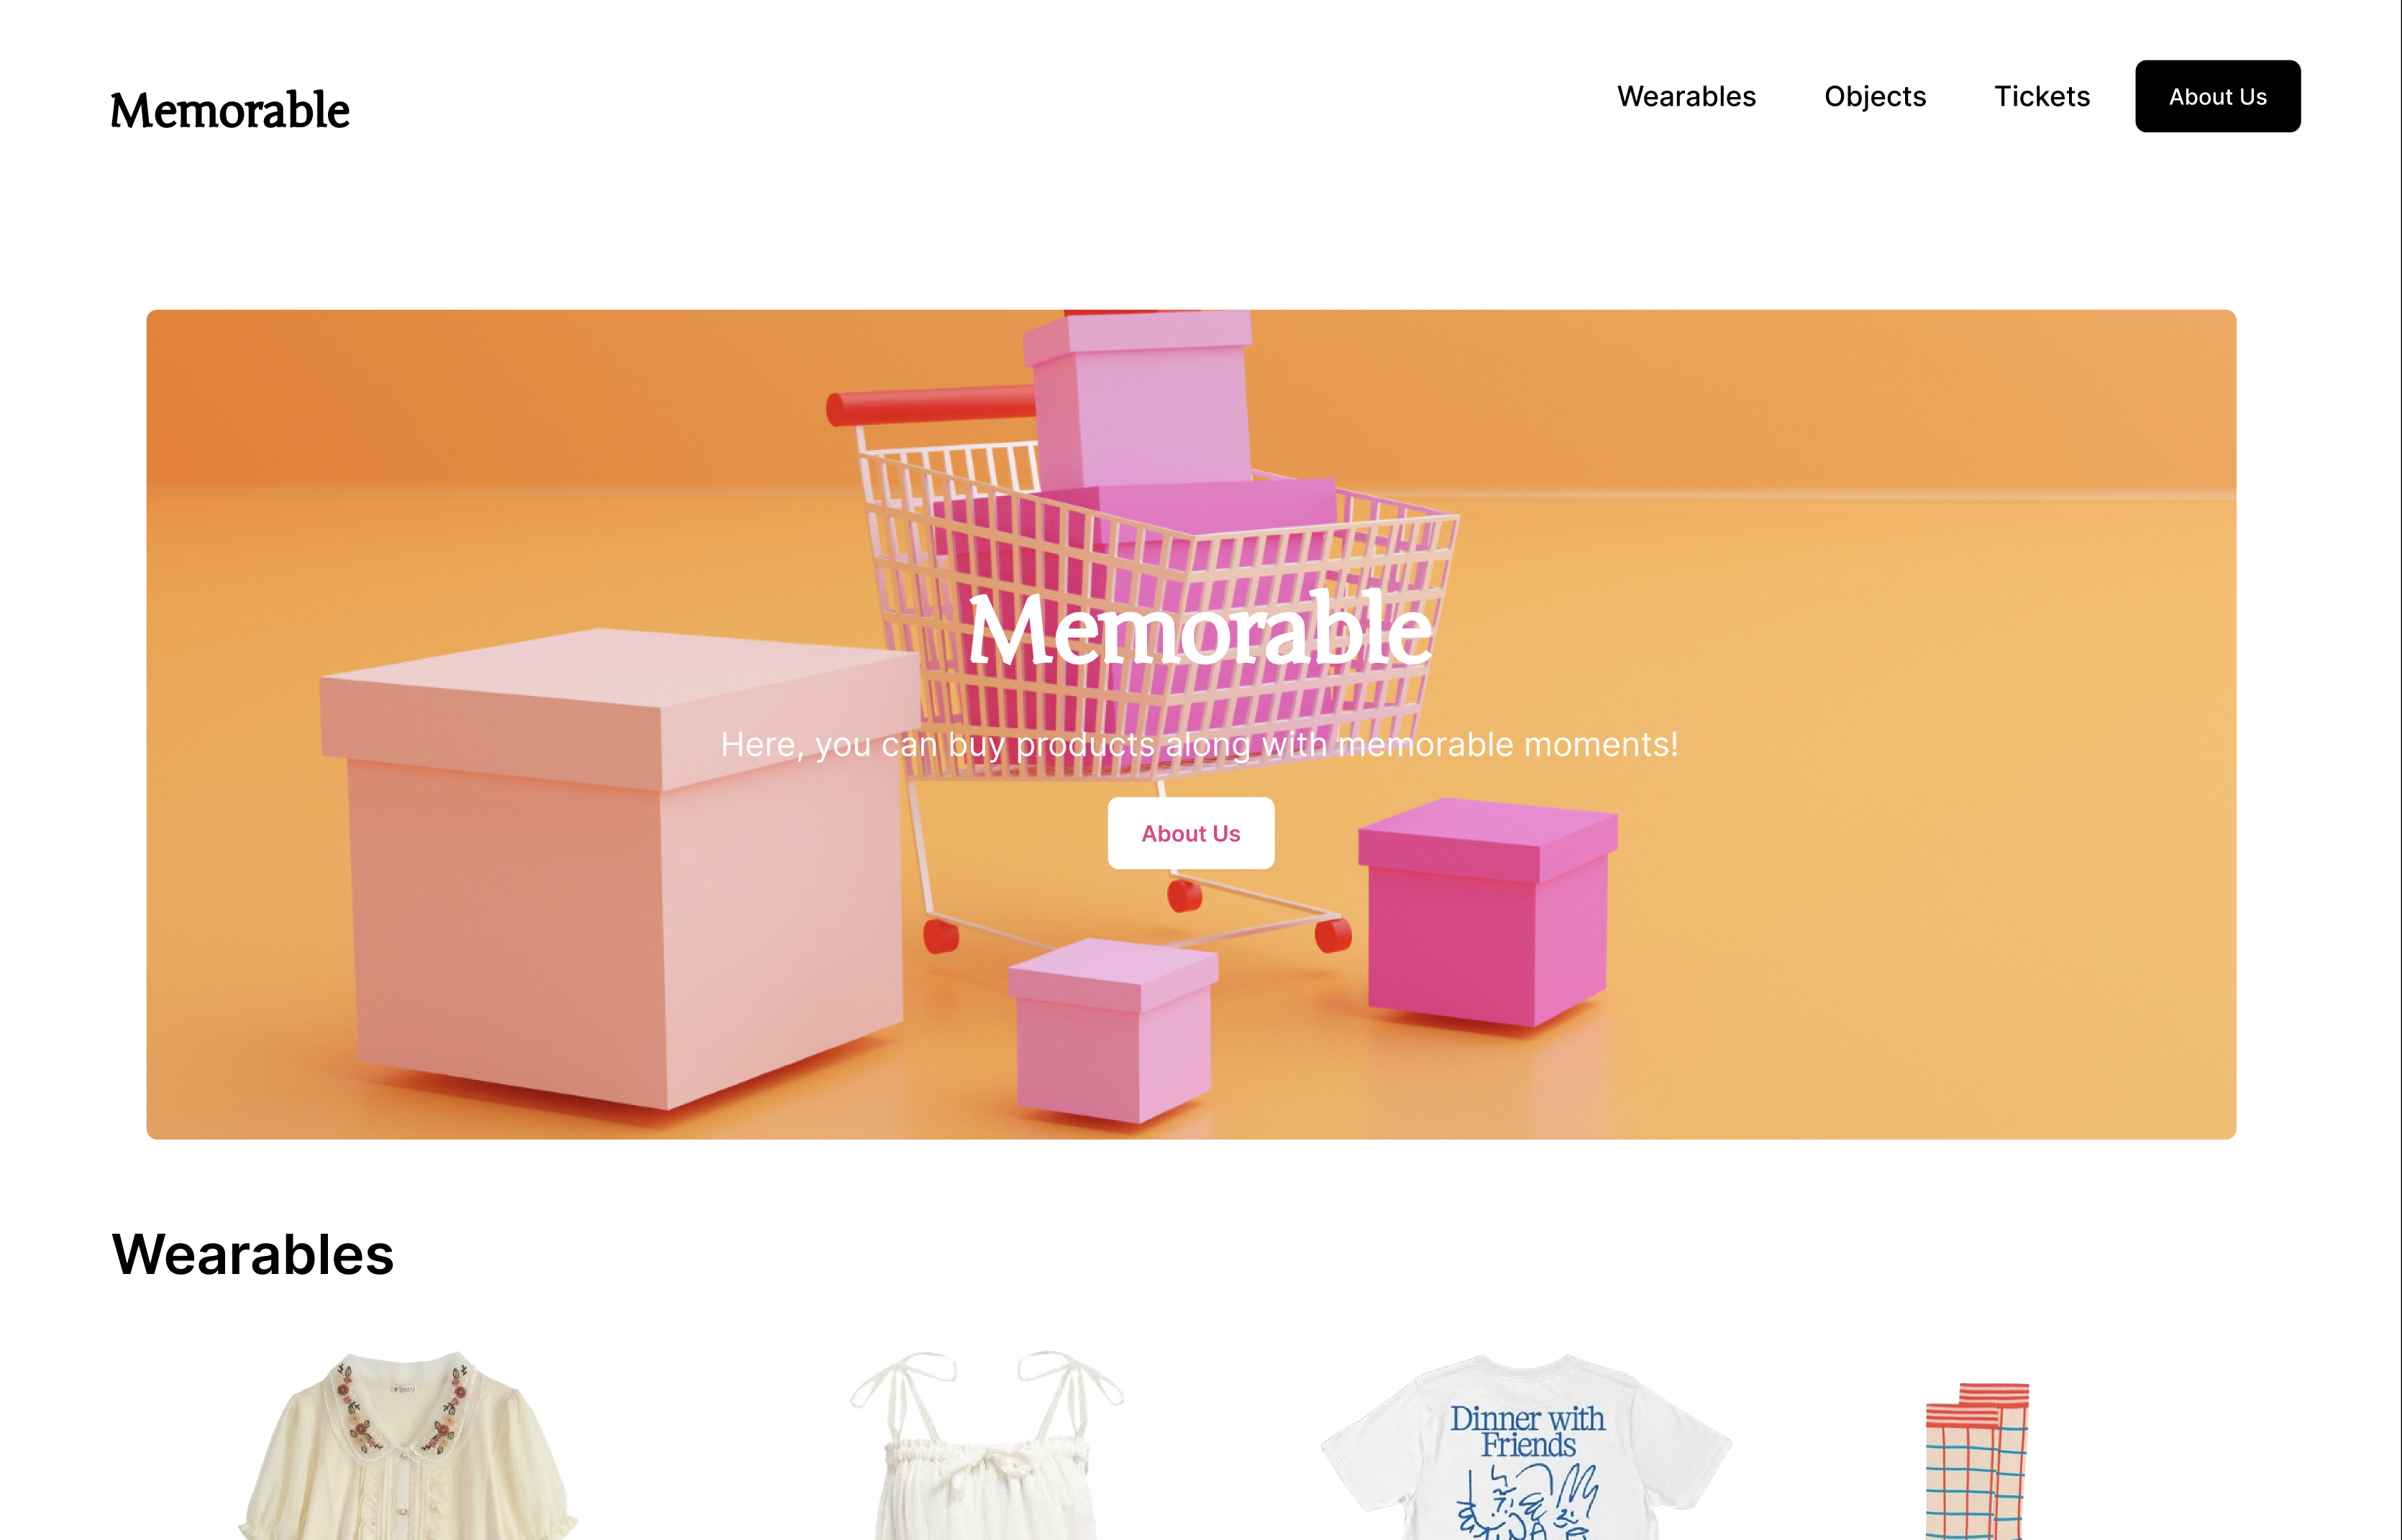 Memorable
Wearables
Objects
Tickets
About Us
Memorable
Here, you can buy products along with memorable moments!
About Us
Wearables
Dinner with
Friends